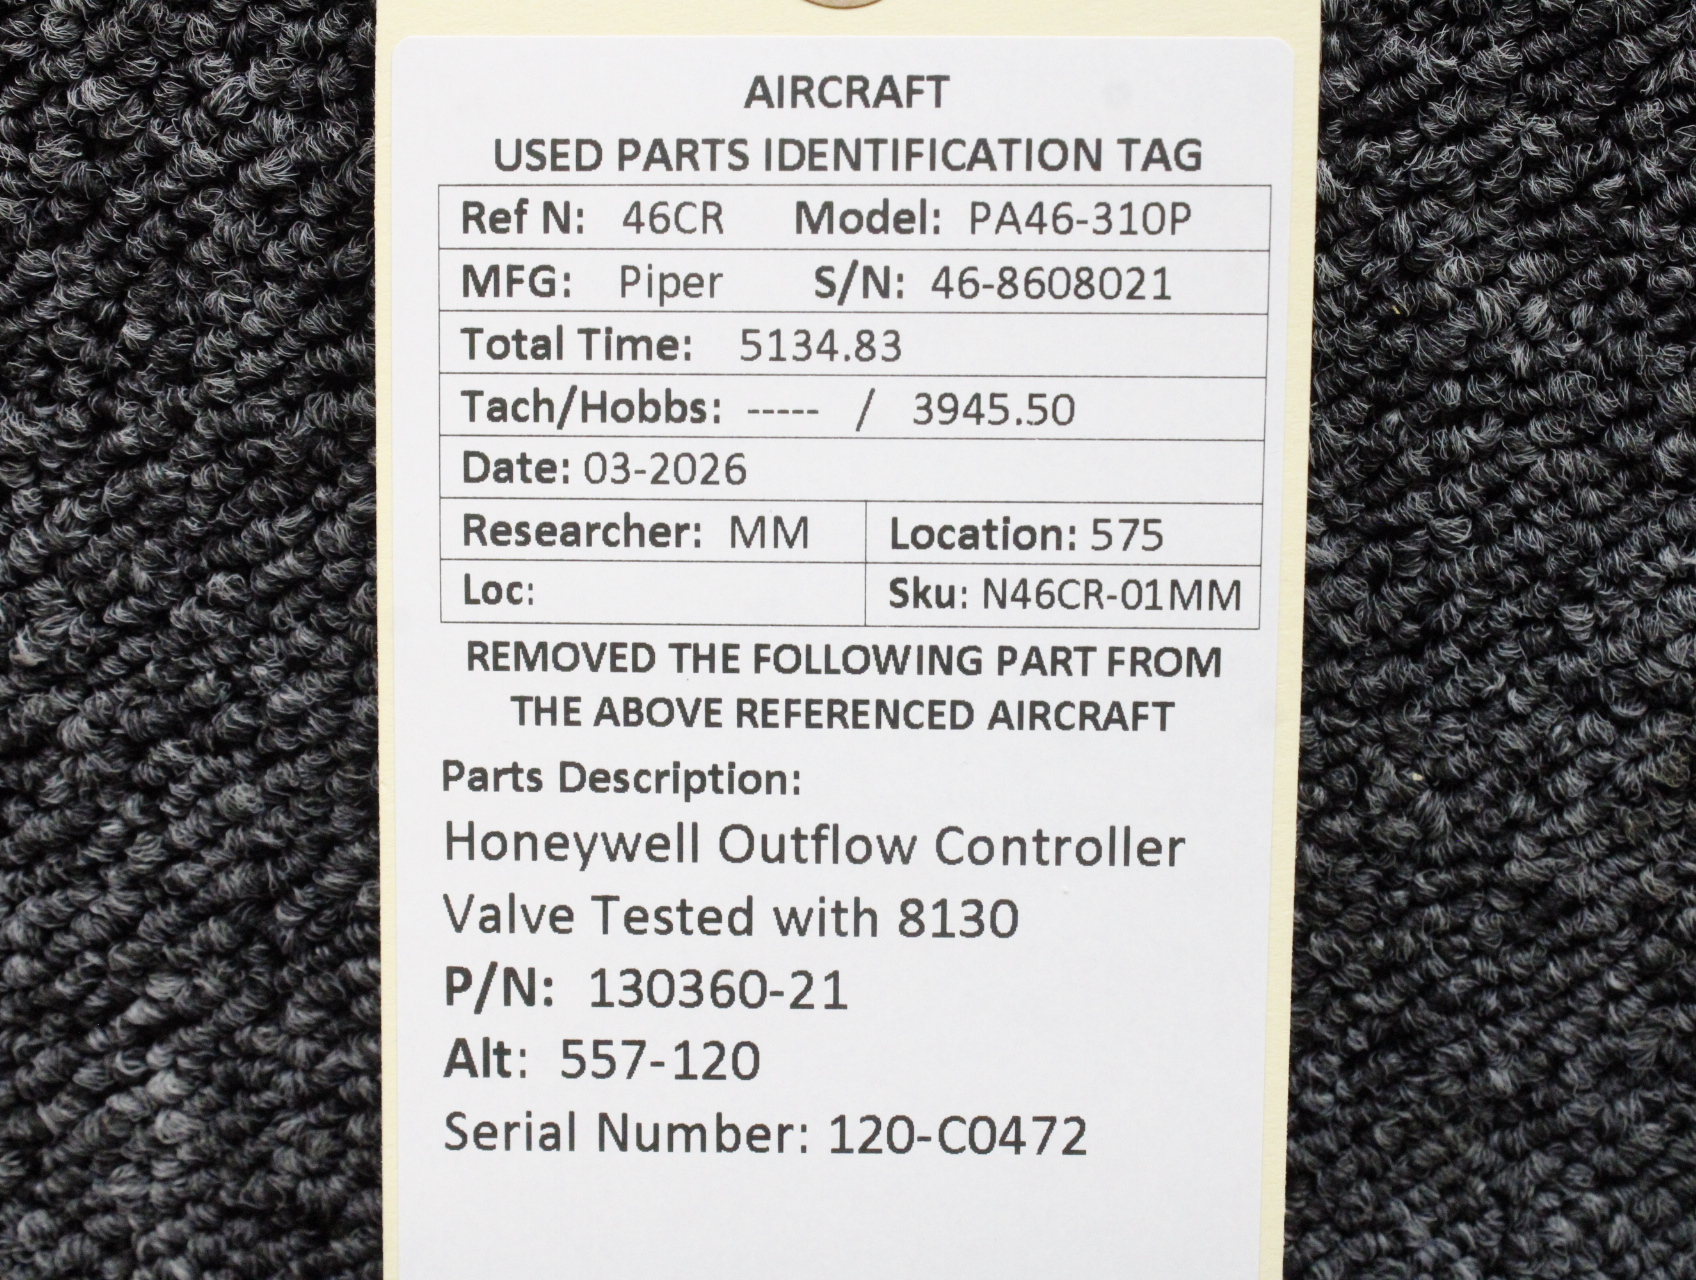 AIRCRAFT
USED PARTS IDENTIFICATION TAG
Ref N: 46CR Model: PA46-310P
MFG: Piper S/N: 46-8608021
Total Time: 5134.83
Tach/Hobbs: ----- / 3945.50
Date: 03-2026
Researcher: MM Location: 575
Loc: Sku: N46CR-01MM
REMOVED THE FOLLOWING PART FROM
THE ABOVE REFERENCED AIRCRAFT
Parts Description:
Honeywell Outflow Controller
Valve Tested with 8130
P/N: 130360-21
Alt: 557-120
Serial Number: 120-C0472